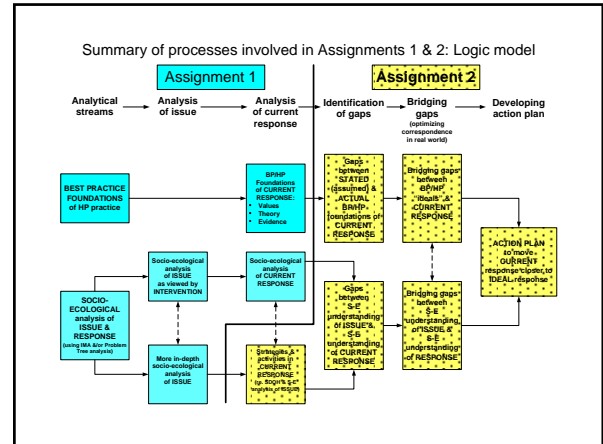 Summary of processes involved in Assignments 1 & 2: Logic model
Assignment 1
Assignment 2
Analytical
streams
Analysis
of issue
Analysis
of current
response
Identification
of gaps
Bridging
gaps
(optimizing
correspondence
in real world)
Developing
action plan
BEST PRACTICE
FOUNDATIONS
of HP practice
BP/HP
Foundations
of CURRENT
RESPONSE:
▪ Values
▪ Theory
▪ Evidence
Gaps
between
STATED
(assumed) &
ACTUAL
BP/HP
foundations of
CURRENT
RESPONSE
Bridging gaps
between
BP/HP
"ideals" &
CURRENT
RESPONSE
ACTION PLAN
to move
CURRENT
response closer to
IDEAL response
SOCIO-
ECOLOGICAL
analysis of
ISSUE &
RESPONSE
(using IMA &/or Problem
Tree analysis)
Socio-ecological
analysis
of ISSUE
as viewed by
INTERVENTION
Socio-ecological
analysis
of CURRENT
RESPONSE
More in-depth
socio-ecological
analysis
of ISSUE
Strategies &
activities in
CURRENT
RESPONSE
SDOH & S-E
analysis of ISSUE)
Gaps
between
S-E
understanding
of ISSUE &
S-E
understanding
of CURRENT
RESPONSE
Bridging gaps
between
S-E
understanding
of ISSUE &
S-E
understanding
of RESPONSE